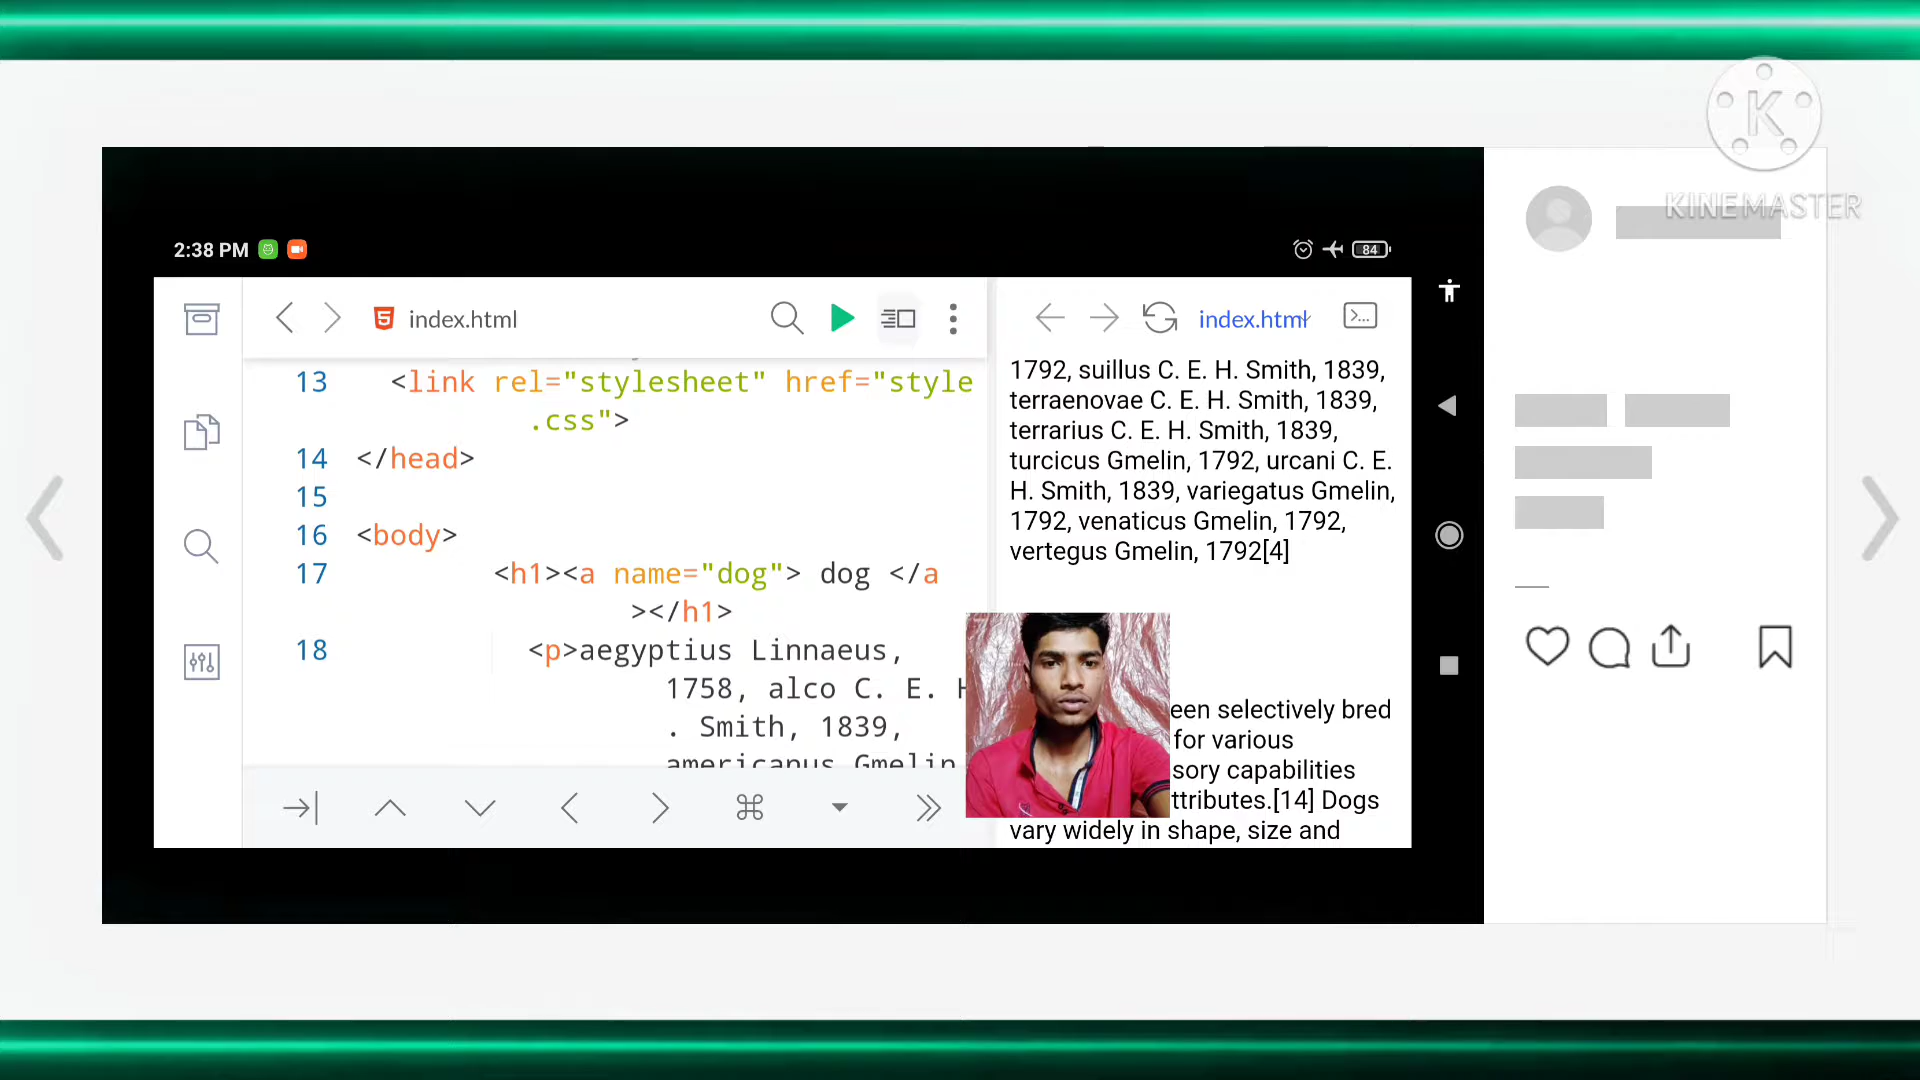 K
KINEMASTER
2:38 PM
84
5 index.html
index.html
13 <link rel="stylesheet" href="style
.css">
14 </head>
15
16 <body>
17 <h1><a name="dog"> dog </a
></h1>
18 <p>aegyptius Linnaeus,
1758, alco C. E. H
. Smith, 1839,
americanus Gmelin
1792, suillus C. E. H. Smith, 1839,
terraenovae C. E. H. Smith, 1839,
terrarius C. E. H. Smith, 1839,
turcicus Gmelin, 1792, urcani C. E.
H. Smith, 1839, variegatus Gmelin,
1792, venaticus Gmelin, 1792,
vertegus Gmelin, 1792[4]
een selectively bred
for various
sory capabilities
ttributes.[14] Dogs
vary widely in shape, size and